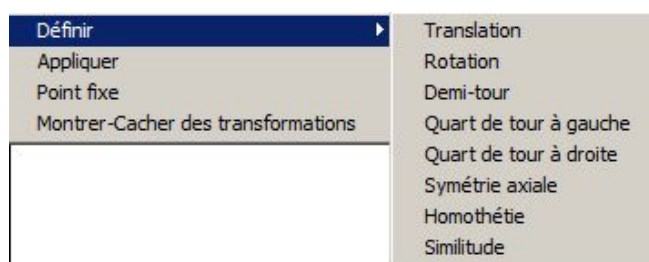 Définir
Appliquer
Point fixe
Montrer-Cacher des transformations
Translation
Rotation
Demi-tour
Quart de tour à gauche
Quart de tour à droite
Symétrie axiale
Homothétie
Similitude